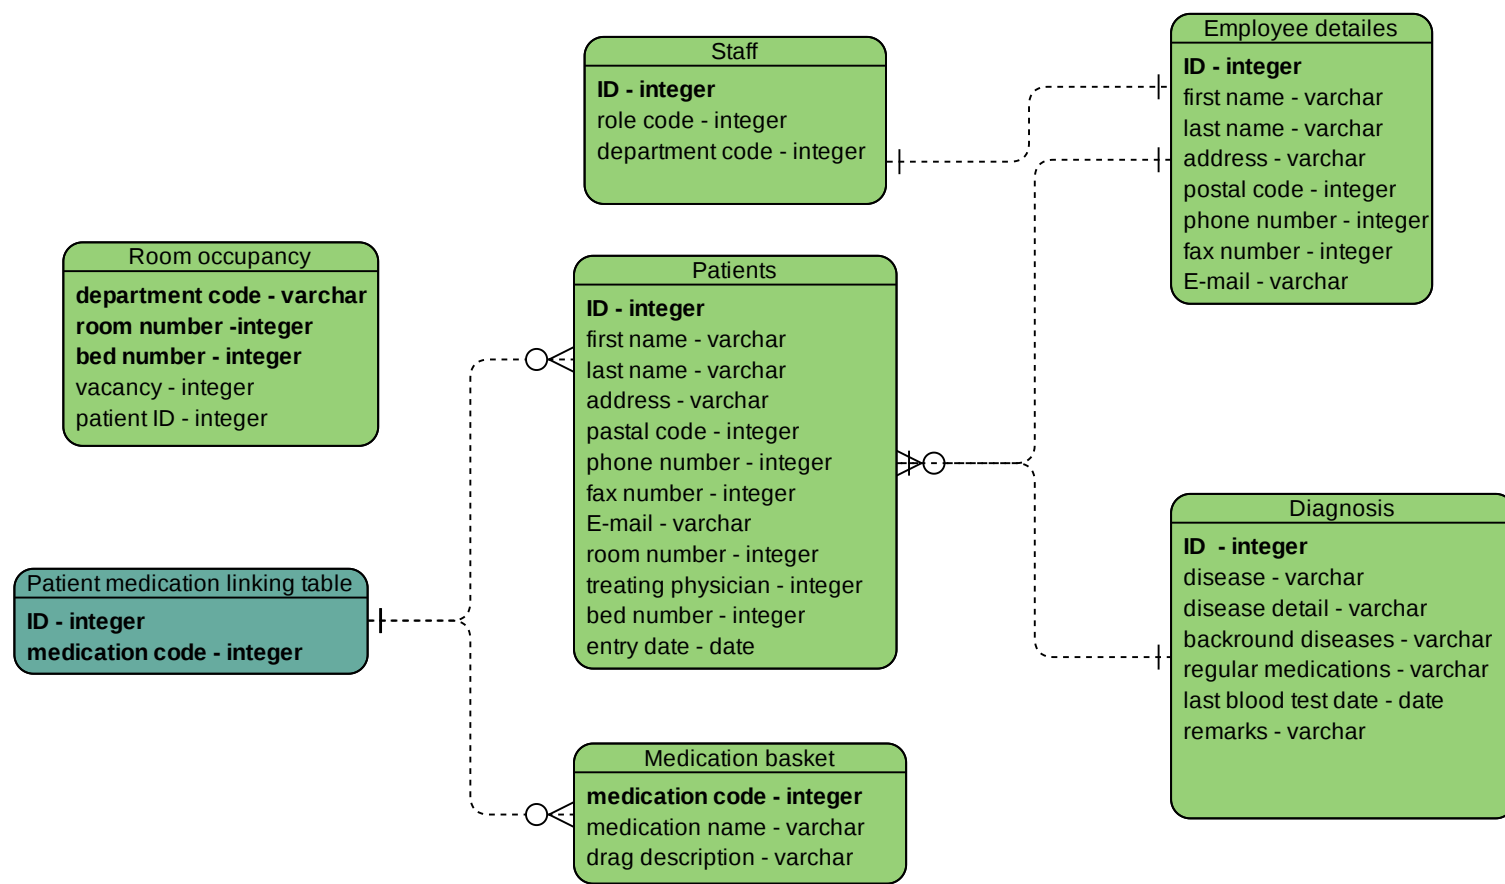 Staff
ID - integer
role code - integer
department code - integer
Employee detailes
ID - integer
first name - varchar
last name - varchar
address - varchar
postal code - integer
phone number - integer
fax number - integer
E-mail - varchar
Room occupancy
department code - varchar
room number -integer
bed number - integer
vacancy - integer
patient ID - integer
Patients
ID - integer
first name - varchar
last name - varchar
address - varchar
pastal code - integer
phone number - integer
fax number - integer
E-mail - varchar
room number - integer
treating physician - integer
bed number - integer
entry date - date
Diagnosis
ID  - integer
disease - varchar
disease detail - varchar
backround diseases - varchar
regular medications - varchar
last blood test date - date
remarks - varchar
Patient medication linking table
ID - integer
medication code - integer
Medication basket
medication code - integer
medication name - varchar
drag description - varchar